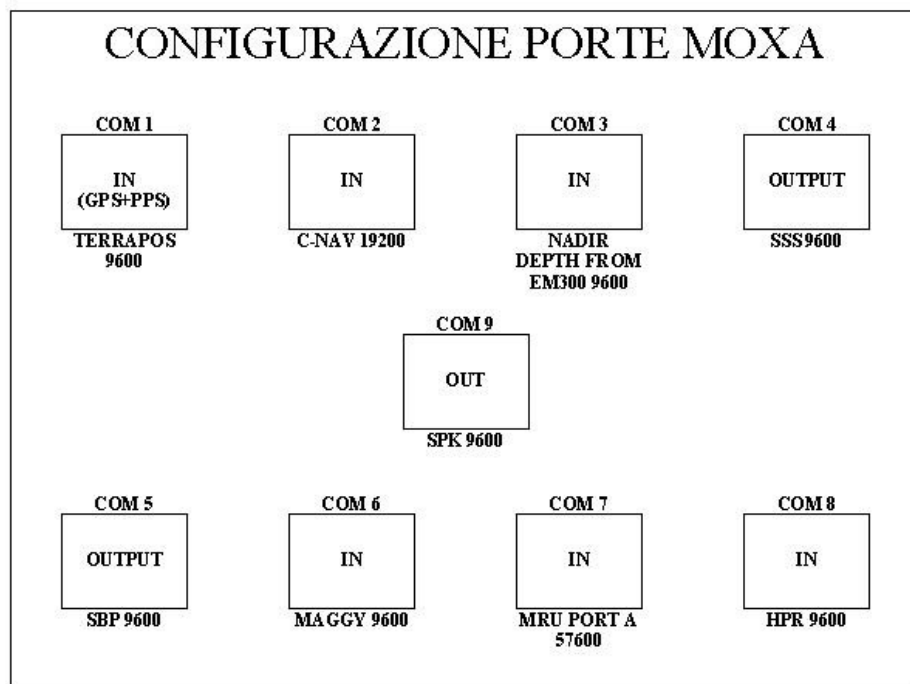 CONFIGURAZIONE PORTE MOXA
COM 1
IN
(GPS+PPS)
TERRAPOS
9600
COM 2
IN
C-NAV 19200
COM 3
IN
NADIR
DEPTH FROM
EM300 9600
COM 4
OUTPUT
SSS9600
COM 9
OUT
SPK 9600
COM 5
OUTPUT
SBP 9600
COM 6
IN
MAGGY 9600
COM 7
IN
MRU PORT A
57600
COM 8
IN
HPR 9600